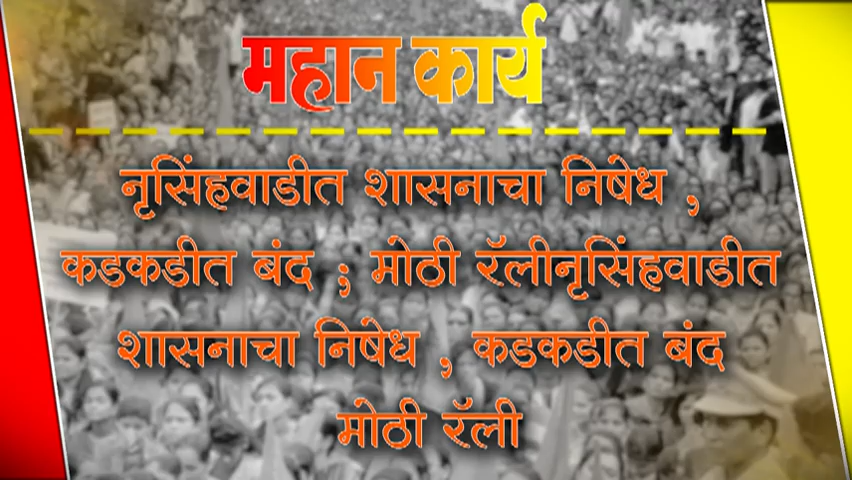 महान कार्य
नृसिंहवाडीत शासनाचा निषेध ,
कडकडीत बंद ; मोठी रॅलीनृसिंहवाडीत
शासनाचा निषेध , कडकडीत बंद
मोठी रॅली